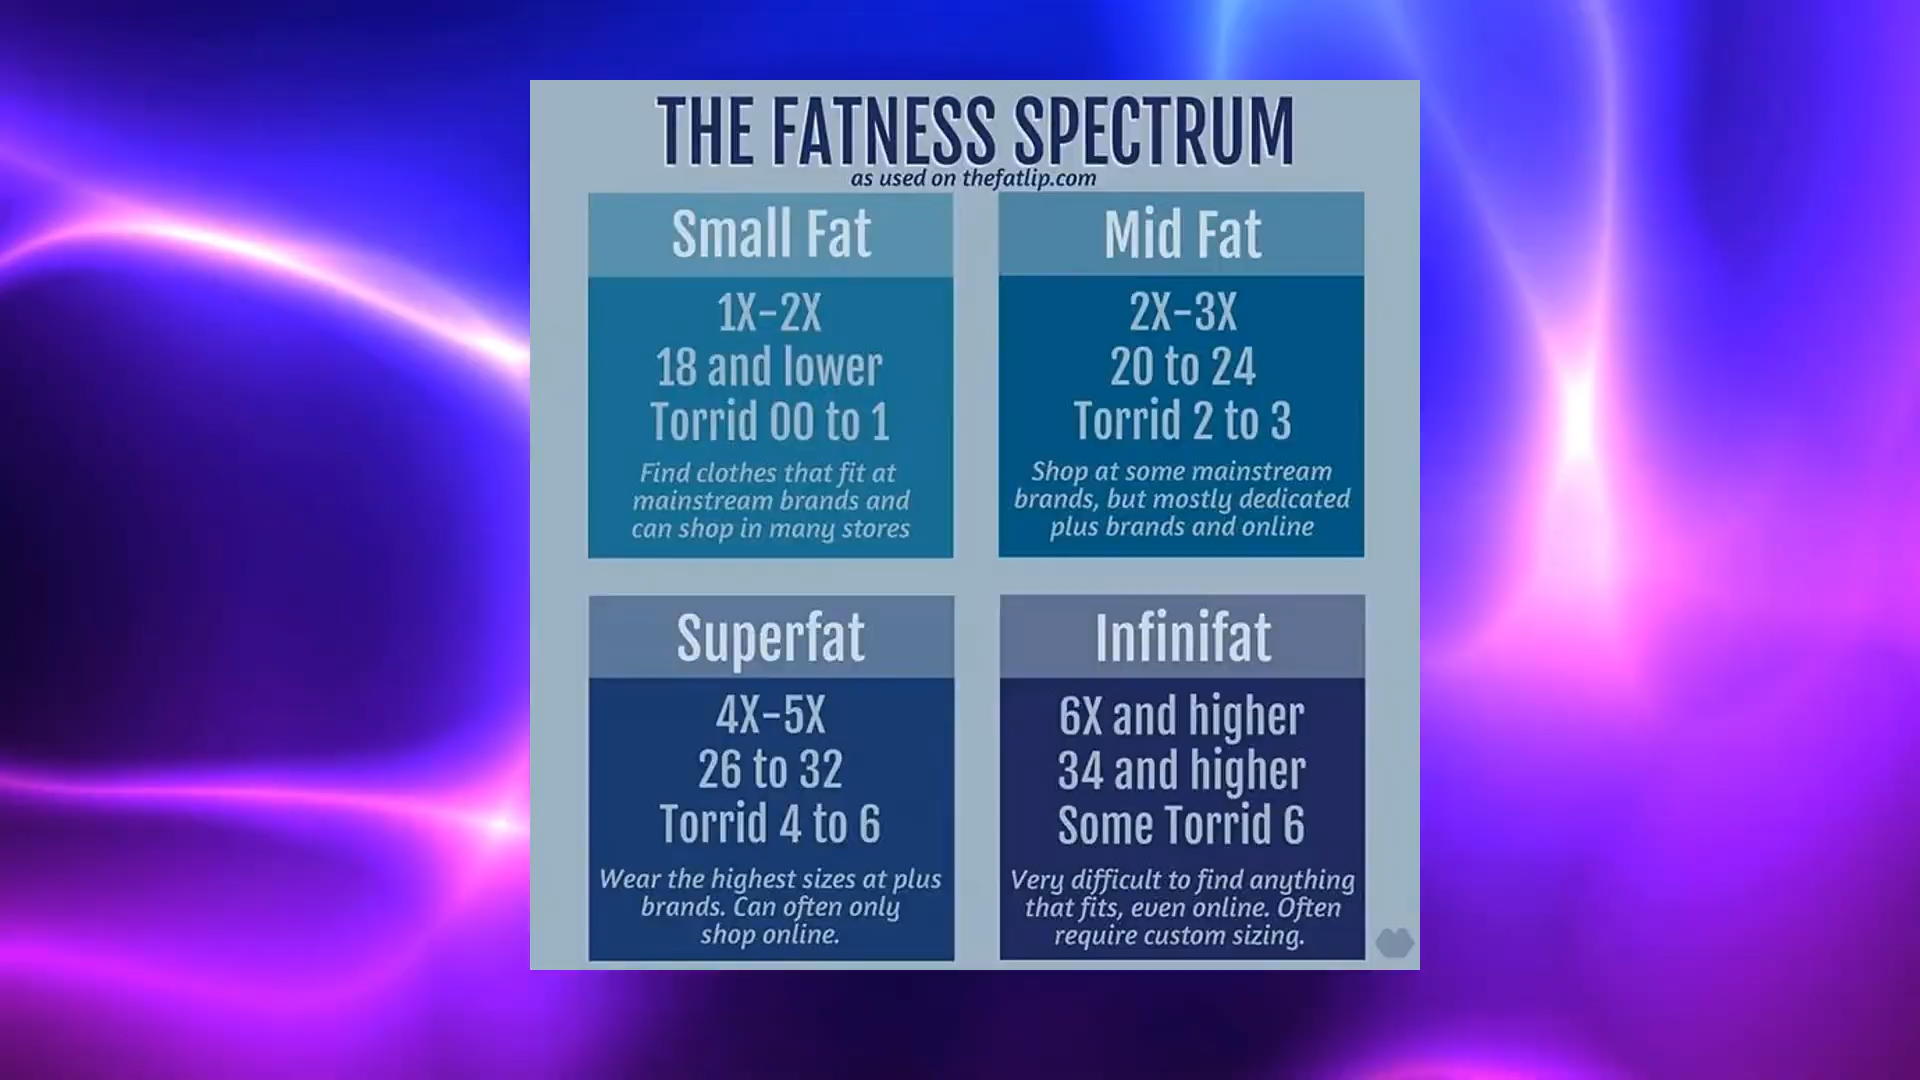 THE FATNESS SPECTRUM
as used on thefatlip.com
Small Fat
1X-2X
18 and lower
Torrid 00 to 1
Find clothes that fit at
mainstream brands and
can shop in many stores
Mid Fat
2X-3X
20 to 24
Torrid 2 to 3
Shop at some mainstream
brands, but mostly dedicated
plus brands and online
Superfat
4X-5X
26 to 32
Torrid 4 to 6
Wear the highest sizes at plus
brands. Can often only
shop online.
Infinifat
6X and higher
34 and higher
Some Torrid 6
Very difficult to find anything
that fits, even online. Often
require custom sizing.